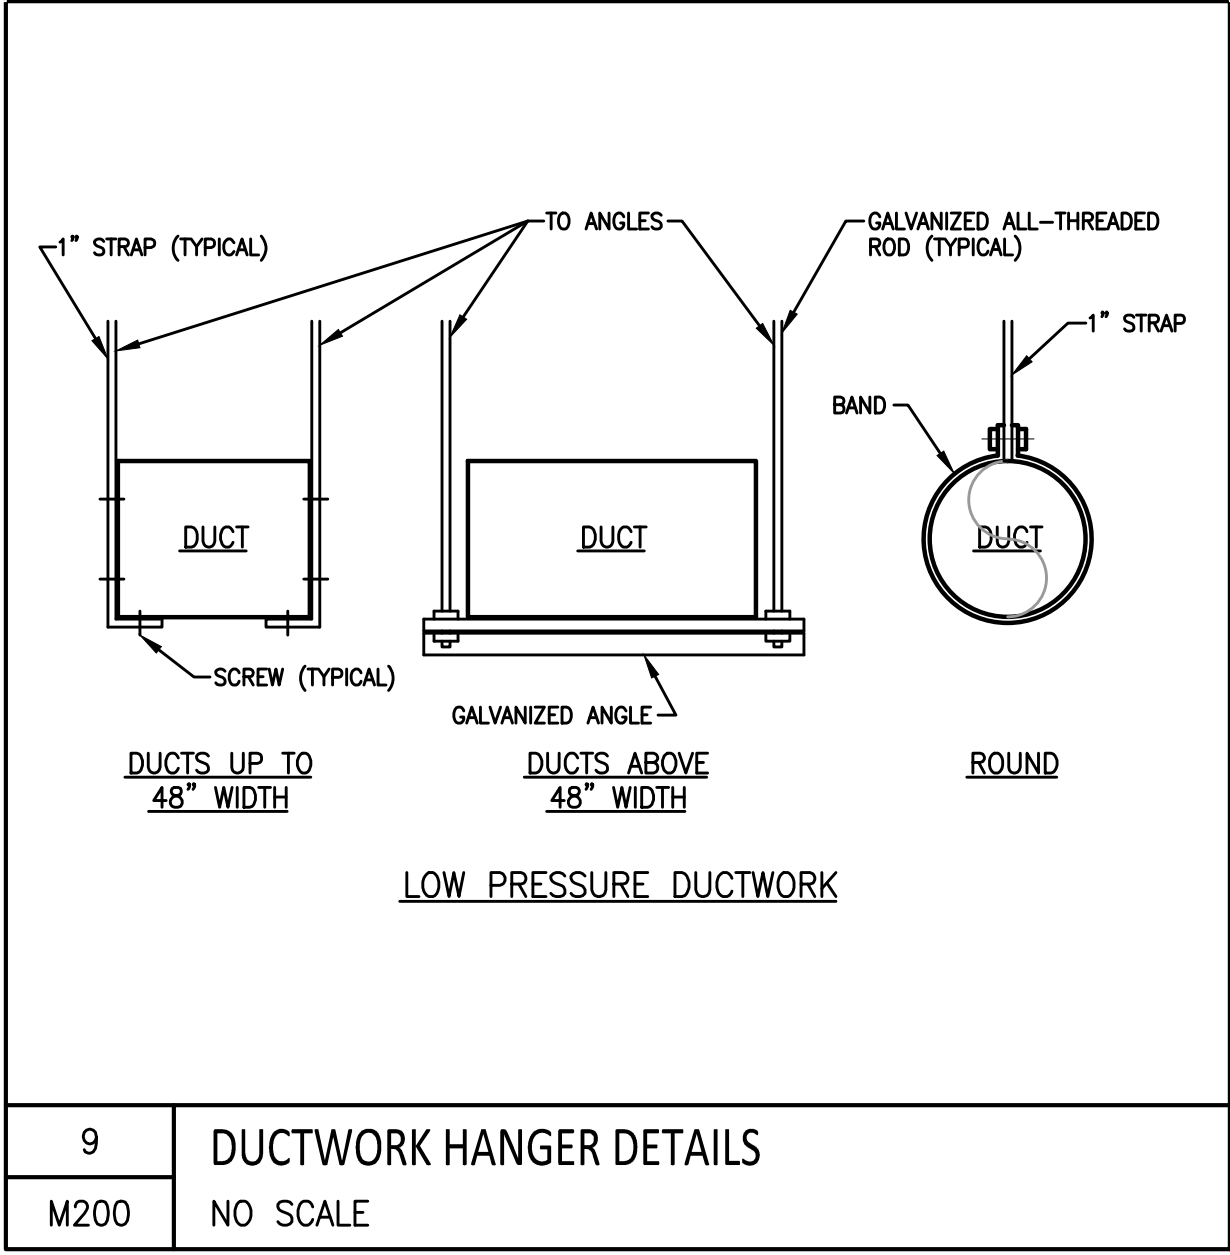 TO ANGLES
GALVANIZED ALL-THREADED
ROD (TYPICAL)
1" STRAP (TYPICAL)
1" STRAP
BAND
DUCT
DUCT
DUCT
SCREW (TYPICAL)
GALVANIZED ANGLE
DUCTS UP TO
48" WIDTH
DUCTS ABOVE
48" WIDTH
ROUND
LOW PRESSURE DUCTWORK
9
DUCTWORK HANGER DETAILS
M200
NO SCALE